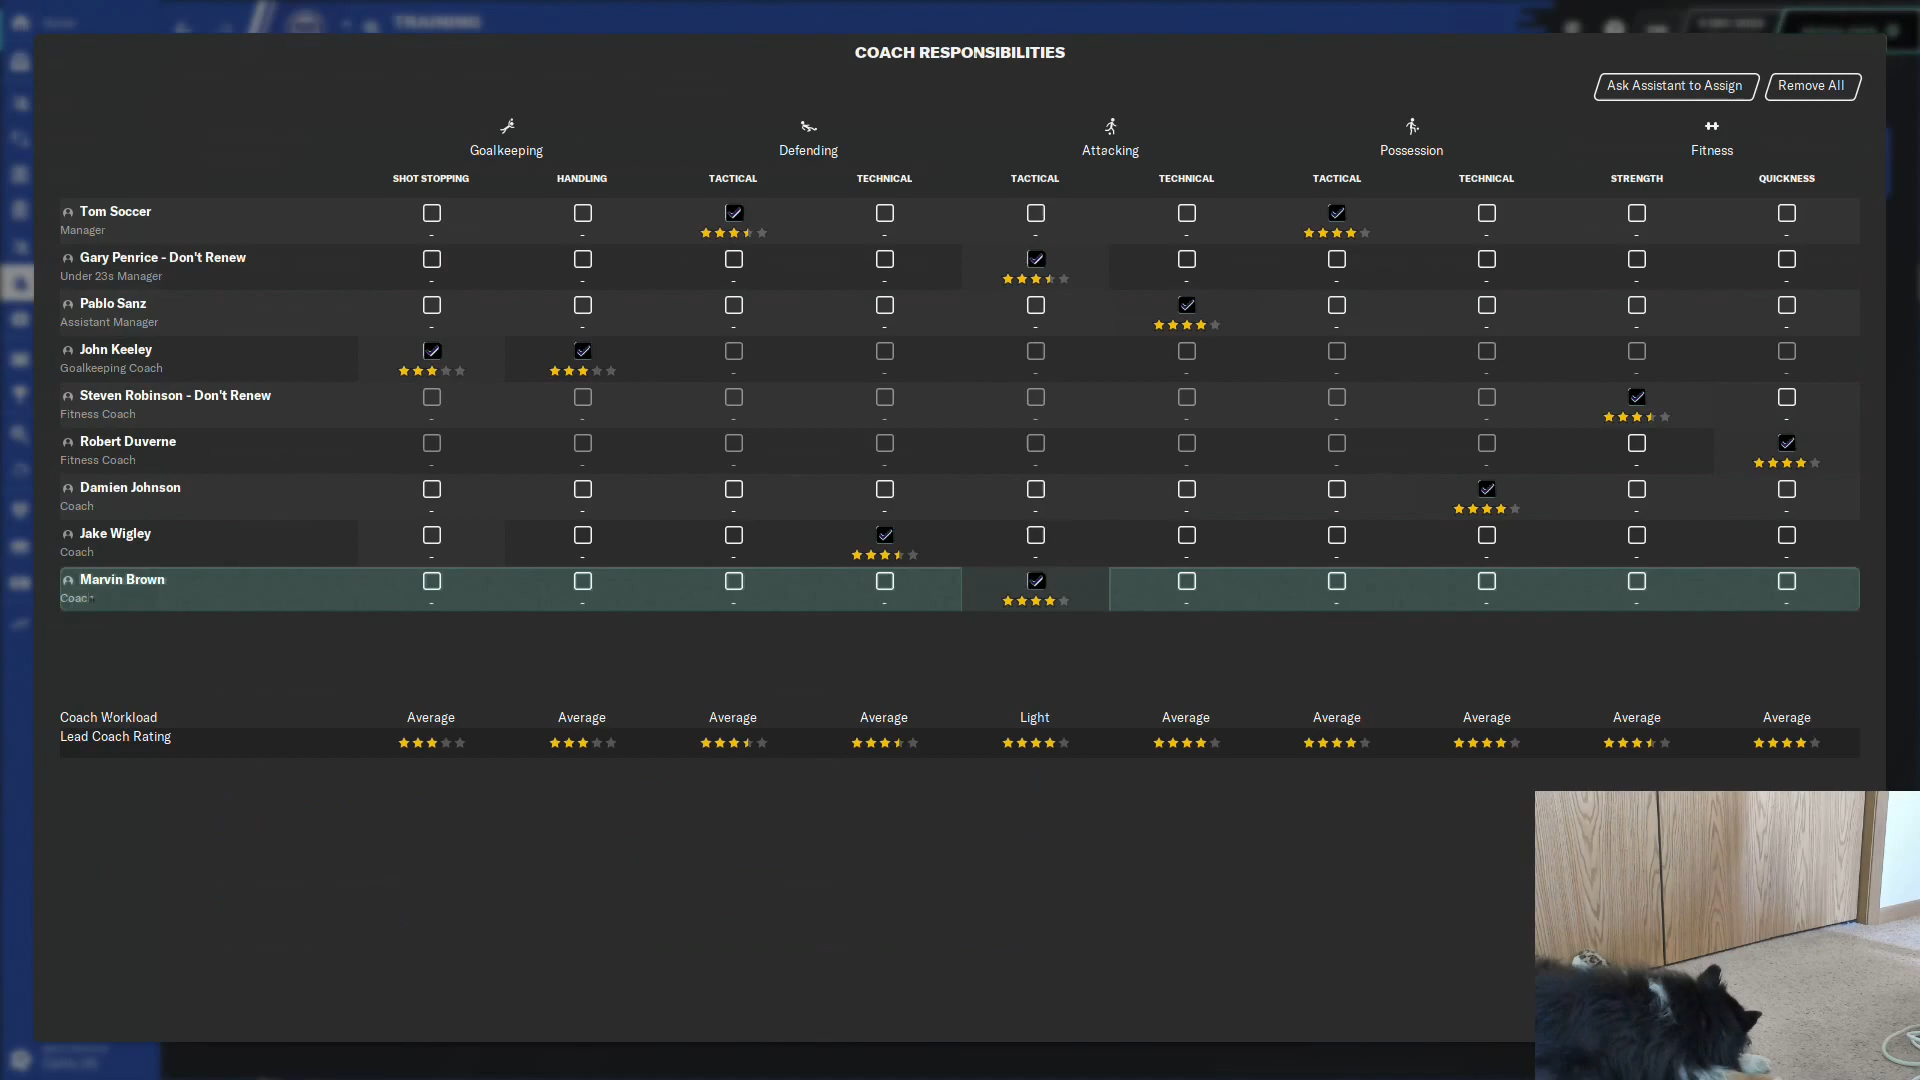 TRAINING
COACH RESPONSIBILITIES
Ask Assistant to Assign
Remove All
Goalkeeping
Defending
Attacking
Possession
Fitness
SHOT STOPPING
HANDLING
TACTICAL
TECHNICAL
TACTICAL
TECHNICAL
TACTICAL
TECHNICAL
STRENGTH
QUICKNESS
Tom Soccer
Manager
Gary Penrice - Don't Renew
Under 23s Manager
Pablo Sanz
Assistant Manager
John Keeley
Goalkeeping Coach
Steven Robinson - Don't Renew
Fitness Coach
Robert Duverne
Fitness Coach
Damien Johnson
Coach
Jake Wigley
Coach
Marvin Brown
Coach
Coach Workload
Average
Average
Average
Average
Light
Average
Average
Average
Average
Average
Lead Coach Rating